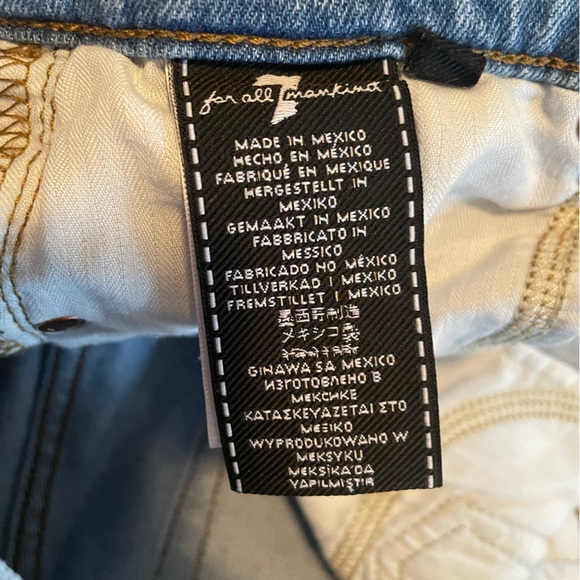 for all 7 mankind
MADE IN MEXICO
HECHO EN MÉXICO
FABRIQUÉ EN MEXIQUE
HERGESTELLT IN
MEXIKO
GEMAAKT IN MEXICO
FABBRICATO IN
MESSICO
FABRICADO NO MÉXICO
TILLVERKAD I MEXIKO
FREMSTILLET I MEXICO
墨西哥制造
メキシコ製
GINAWA SA MEXICO
ИЗГОТОВЛЕНО В
МЕКСИКЕ
ΚΑΤΑΣΚΕΥΑΖΕΤΑΙ ΣΤΟ
ΜΕΞΙΚΟ
WYPRODUKOWANO W
MEKSYKU
MEKSİKA'DA
YAPILMIŞTIR